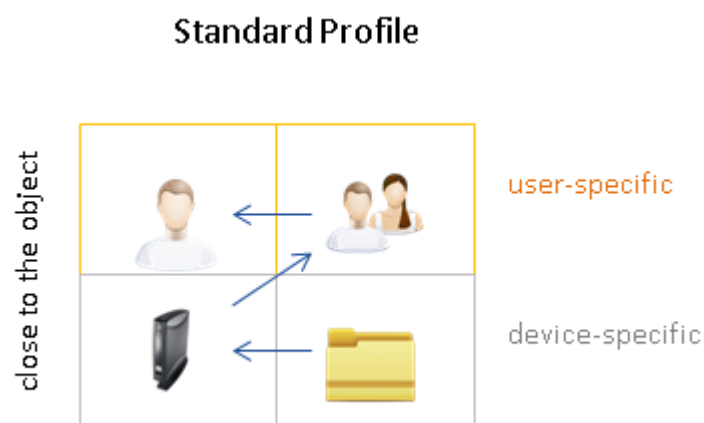 Standard Profile
close to the object
user-specific
device-specific